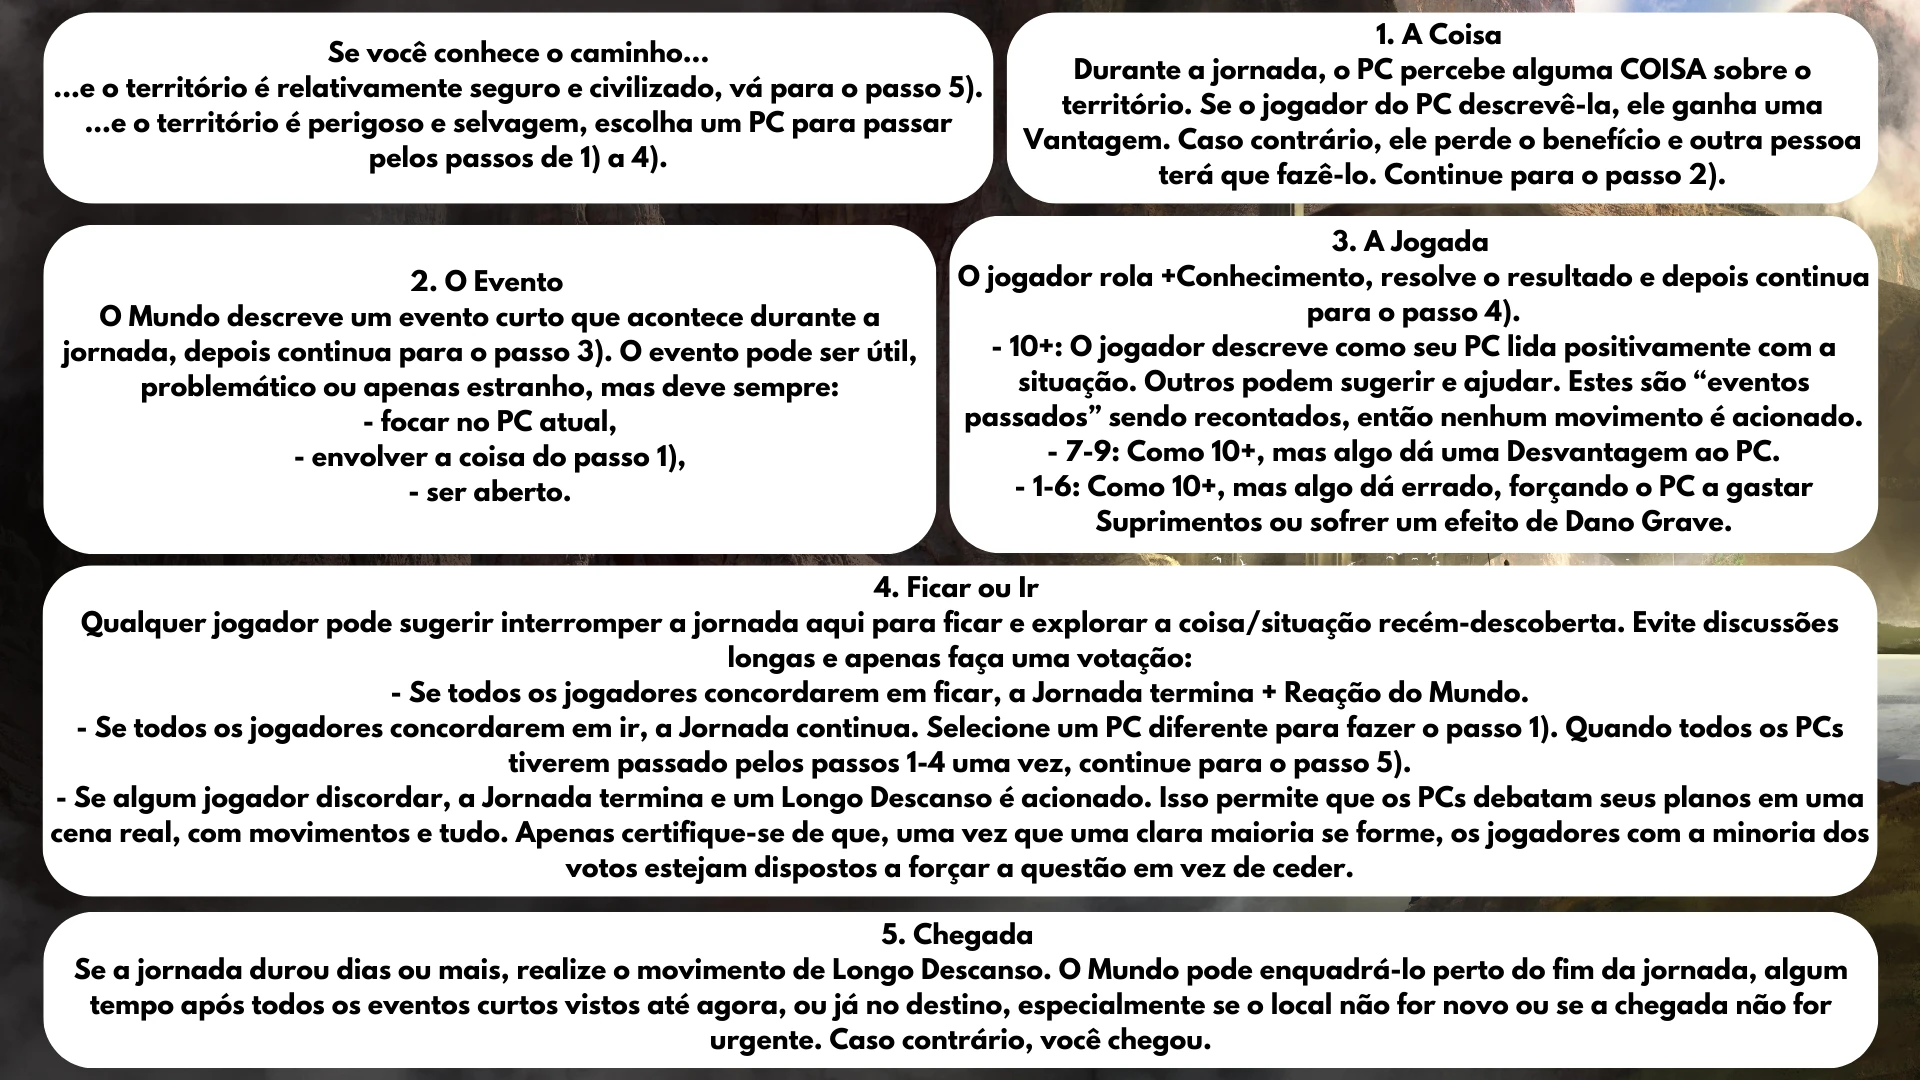 Se você conhece o caminho...
...e o território é relativamente seguro e civilizado, vá para o passo 5).
...e o território é perigoso e selvagem, escolha um PC para passar
pelos passos de 1) a 4).
1. A Coisa
Durante a jornada, o PC percebe alguma COISA sobre o
território. Se o jogador do PC descrevê-la, ele ganha uma
Vantagem. Caso contrário, ele perde o benefício e outra pessoa
terá que fazê-lo. Continue para o passo 2).
2. O Evento
O Mundo descreve um evento curto que acontece durante a
jornada, depois continua para o passo 3). O evento pode ser útil,
problemático ou apenas estranho, mas deve sempre:
- focar no PC atual,
- envolver a coisa do passo 1),
- ser aberto.
3. A Jogada
O jogador rola +Conhecimento, resolve o resultado e depois continua
para o passo 4).
- 10+: O jogador descreve como seu PC lida positivamente com a
situação. Outros podem sugerir e ajudar. Estes são “eventos
passados” sendo recontados, então nenhum movimento é acionado.
- 7-9: Como 10+, mas algo dá uma Desvantagem ao PC.
- 1-6: Como 10+, mas algo dá errado, forçando o PC a gastar
Suprimentos ou sofrer um efeito de Dano Grave.
4. Ficar ou Ir
Qualquer jogador pode sugerir interromper a jornada aqui para ficar e explorar a coisa/situação recém-descoberta. Evite discussões
longas e apenas faça uma votação:
- Se todos os jogadores concordarem em ficar, a Jornada termina + Reação do Mundo.
- Se todos os jogadores concordarem em ir, a Jornada continua. Selecione um PC diferente para fazer o passo 1). Quando todos os PCs
tiverem passado pelos passos 1-4 uma vez, continue para o passo 5).
- Se algum jogador discordar, a Jornada termina e um Longo Descanso é acionado. Isso permite que os PCs debatam seus planos em uma
cena real, com movimentos e tudo. Apenas certifique-se de que, uma vez que uma clara maioria se forme, os jogadores com a minoria dos
votos estejam dispostos a forçar a questão em vez de ceder.
5. Chegada
Se a jornada durou dias ou mais, realize o movimento de Longo Descanso. O Mundo pode enquadrá-lo perto do fim da jornada, algum
tempo após todos os eventos curtos vistos até agora, ou já no destino, especialmente se o local não for novo ou se a chegada não for
urgente. Caso contrário, você chegou.